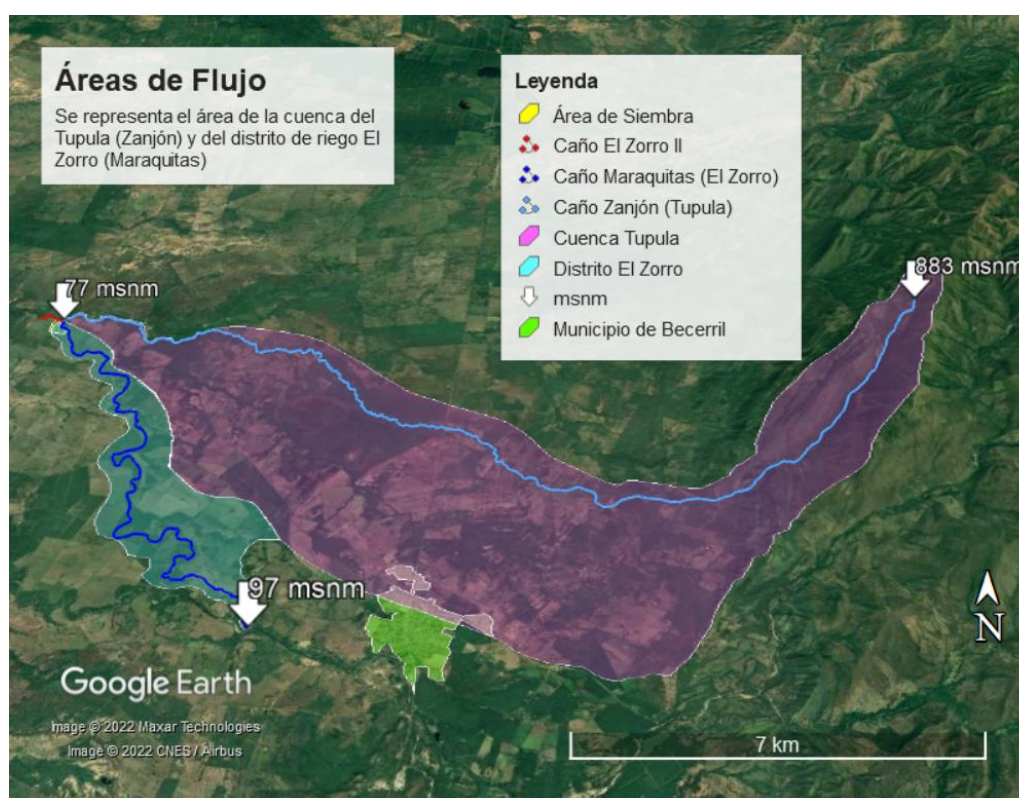 Áreas de Flujo
Se representa el área de la cuenca del
Tupula (Zanjón) y del distrito de riego El
Zorro (Maraquitas)
Leyenda
Área de Siembra
Caño El Zorro II
Caño Maraquitas (El Zorro)
Caño Zanjón (Tupula)
Cuenca Tupula
Distrito El Zorro
msnm
Municipio de Becerril
883 msnm
77 msnm
97 msnm
N
Google Earth
Image © 2022 Maxar Technologies
Image © 2022 CNES / Airbus
7 km